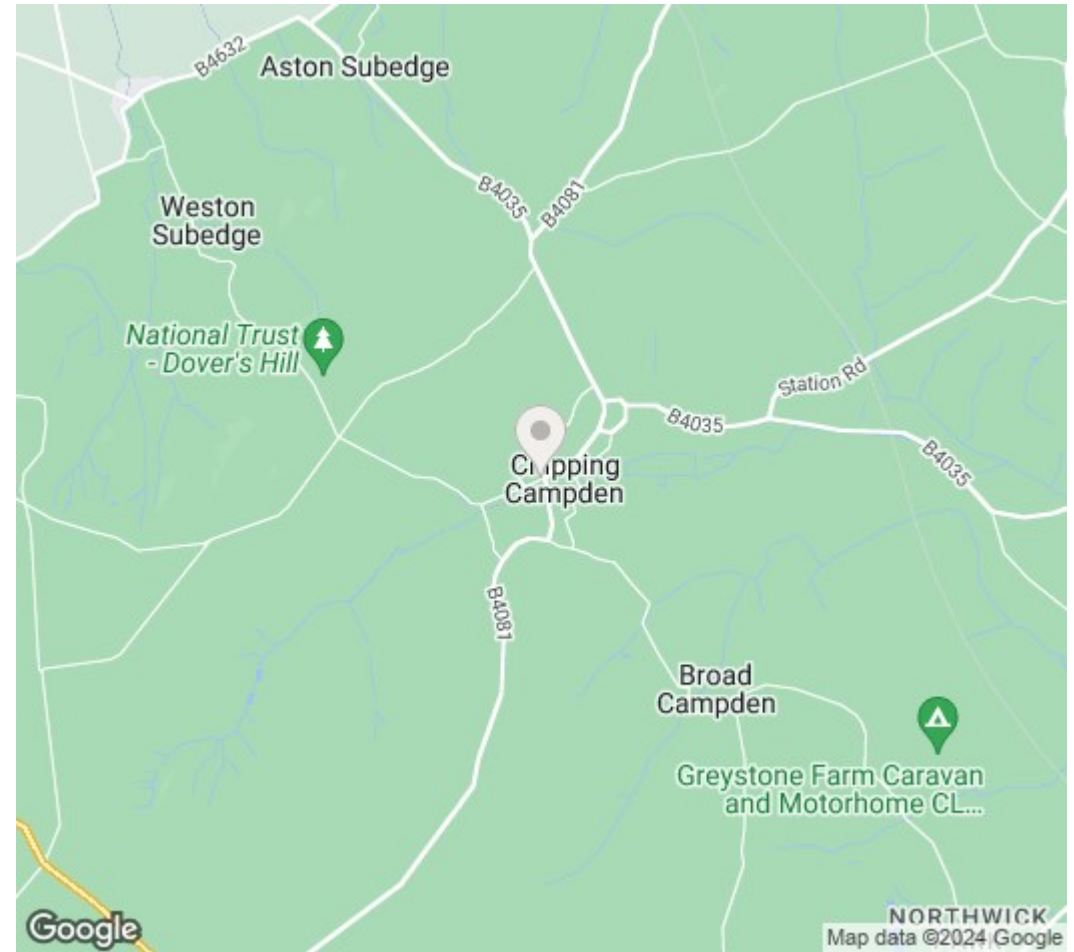 B4632
Aston Subedge
B4035
B4081
Weston
Subedge
National Trust
- Dover's Hill
Station Rd
B4035
B4035
Chipping
Campden
B4081
Broad
Campden
Greystone Farm Caravan
and Motorhome CL...
NORTHWICK
Google
Map data ©2024 Google